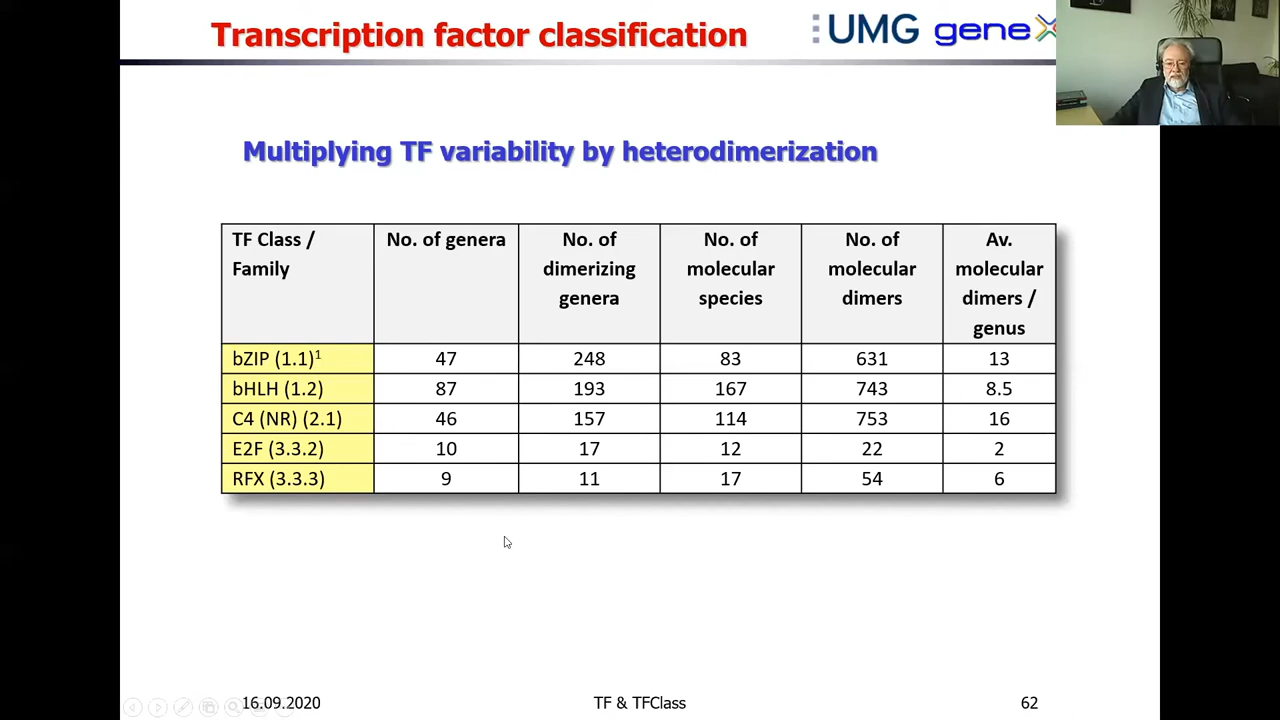 Transcription factor classification
UMG
gene
Multiplying TF variability by heterodimerization
TF Class / Family | No. of genera | No. of dimerizing genera | No. of molecular species | No. of molecular dimers | Av. molecular dimers / genus
bZIP (1.1)¹ | 47 | 248 | 83 | 631 | 13
bHLH (1.2) | 87 | 193 | 167 | 743 | 8.5
C4 (NR) (2.1) | 46 | 157 | 114 | 753 | 16
E2F (3.3.2) | 10 | 17 | 12 | 22 | 2
RFX (3.3.3) | 9 | 11 | 17 | 54 | 6
16.09.2020
TF & TFClass
62